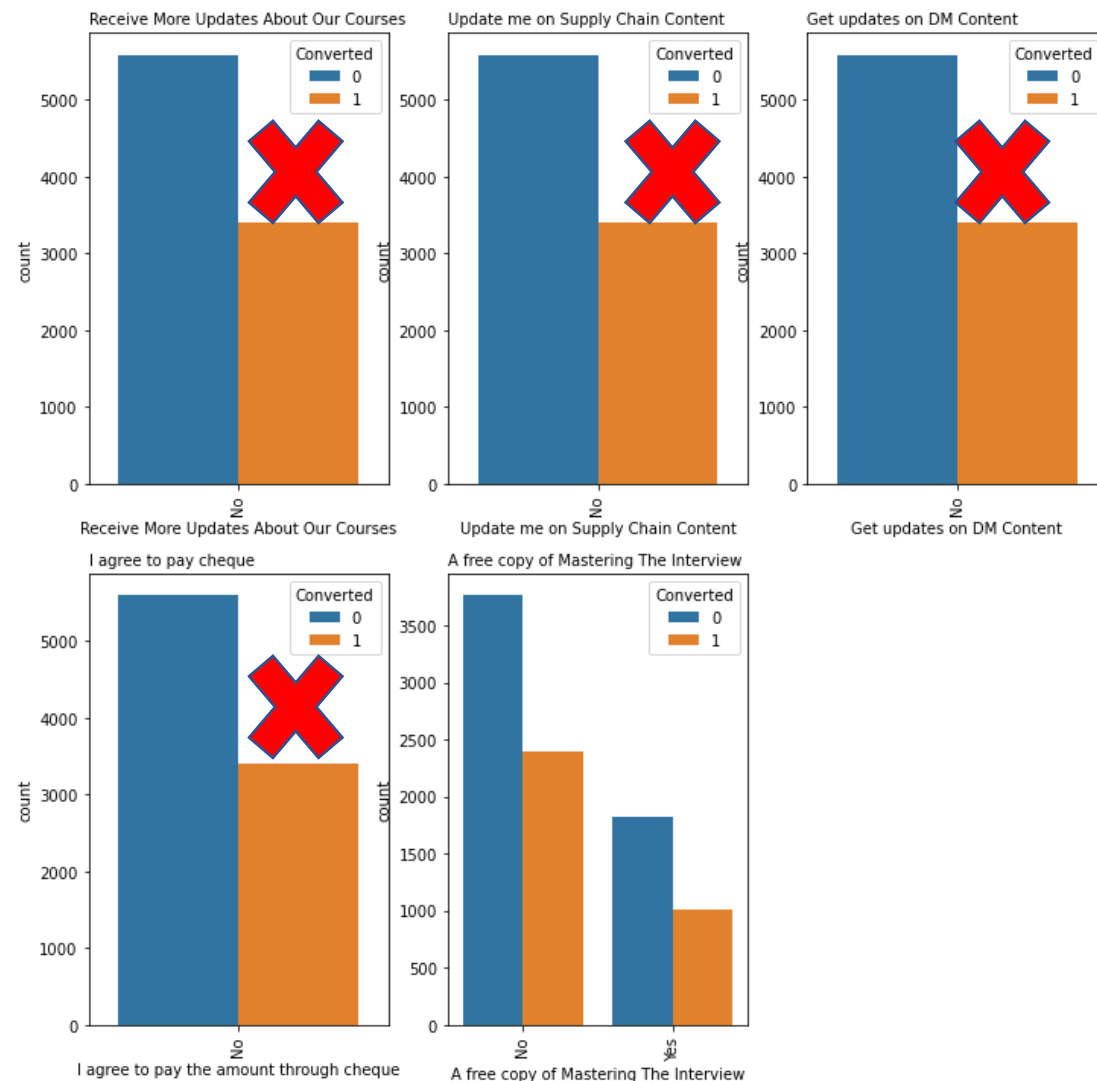 Receive More Updates About Our Courses
Converted
0
1
5000
4000
3000
2000
1000
0
count
No
Receive More Updates About Our Courses
Update me on Supply Chain Content
Converted
0
1
5000
4000
3000
2000
1000
0
count
No
Update me on Supply Chain Content
Get updates on DM Content
Converted
0
1
5000
4000
3000
2000
1000
0
count
No
Get updates on DM Content
I agree to pay cheque
Converted
0
1
5000
4000
3000
2000
1000
0
count
No
I agree to pay the amount through cheque
A free copy of Mastering The Interview
Converted
0
1
3500
3000
2500
2000
1500
1000
500
0
count
No
Yes
A free copy of Mastering The Interview